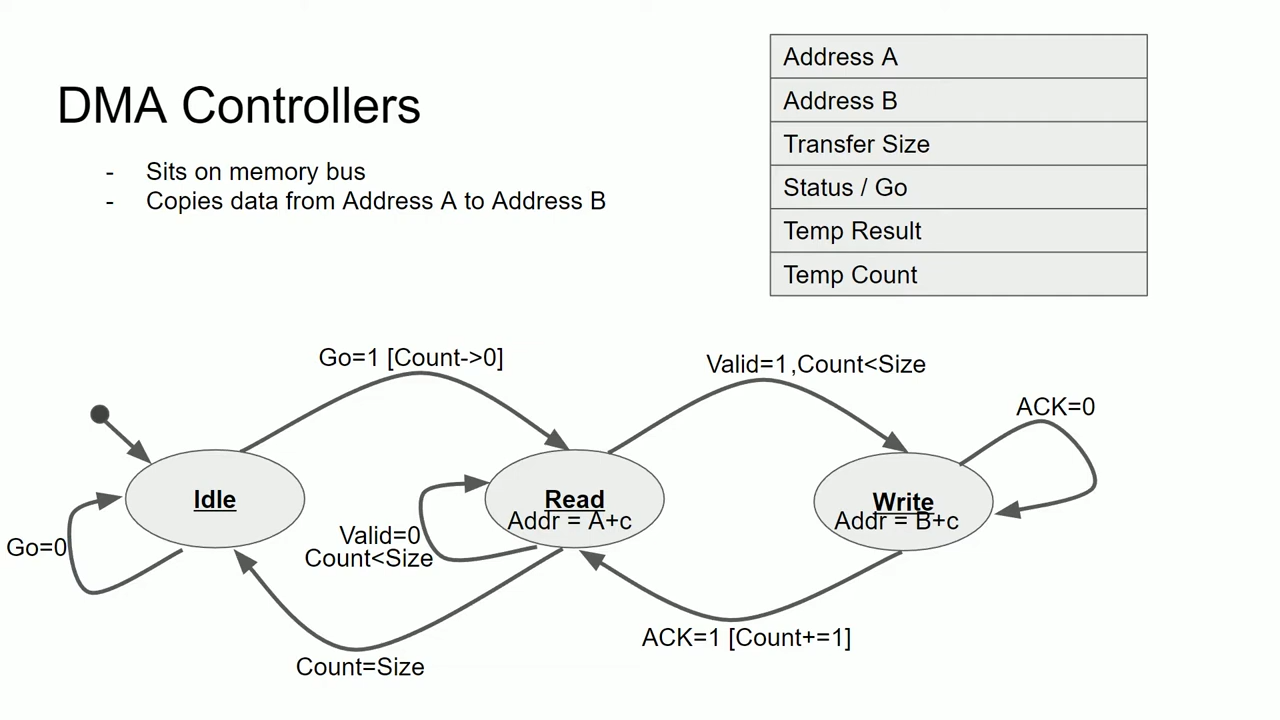 DMA Controllers
- Sits on memory bus
- Copies data from Address A to Address B
Address A
Address B
Transfer Size
Status / Go
Temp Result
Temp Count
Go=1 [Count->0]
Valid=1,Count<Size
ACK=0
Idle
Read
Addr = A+c
Write
Addr = B+c
Go=0
Valid=0
Count<Size
ACK=1 [Count+=1]
Count=Size